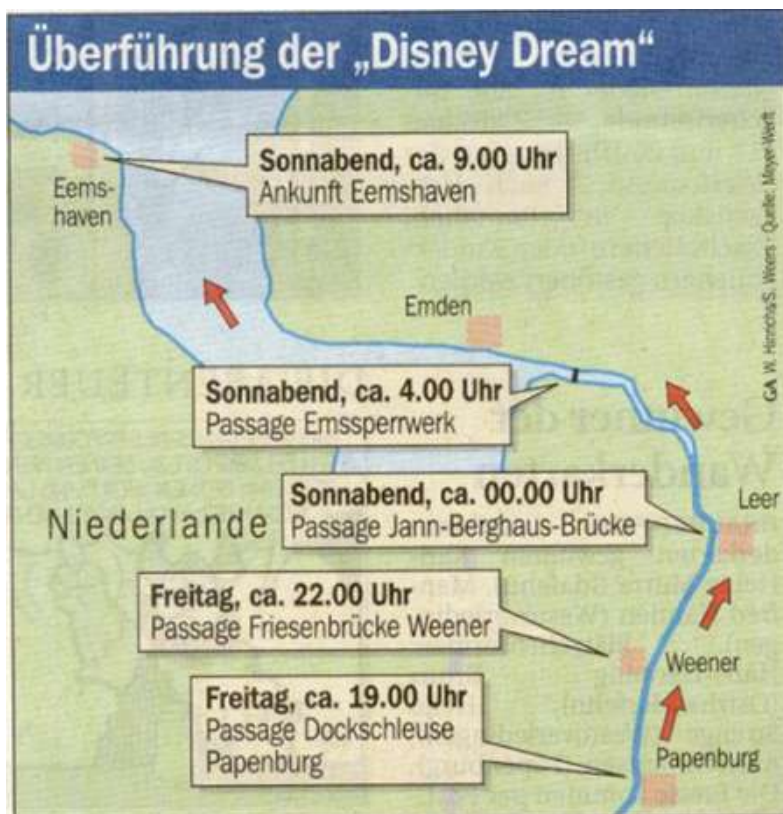 Überführung der „Disney Dream“
Sonnabend, ca. 9.00 Uhr
Ankunft Eemshaven
Eems-
haven
Emden
Sonnabend, ca. 4.00 Uhr
Passage Emssperrwerk
Sonnabend, ca. 00.00 Uhr
Passage Jann-Berghaus-Brücke
Leer
Niederlande
Freitag, ca. 22.00 Uhr
Passage Friesenbrücke Weener
Weener
Freitag, ca. 19.00 Uhr
Passage Dockschleuse
Papenburg
Papenburg
GA W. Hinrichs/S. Weers · Quelle: Meyer-Werft